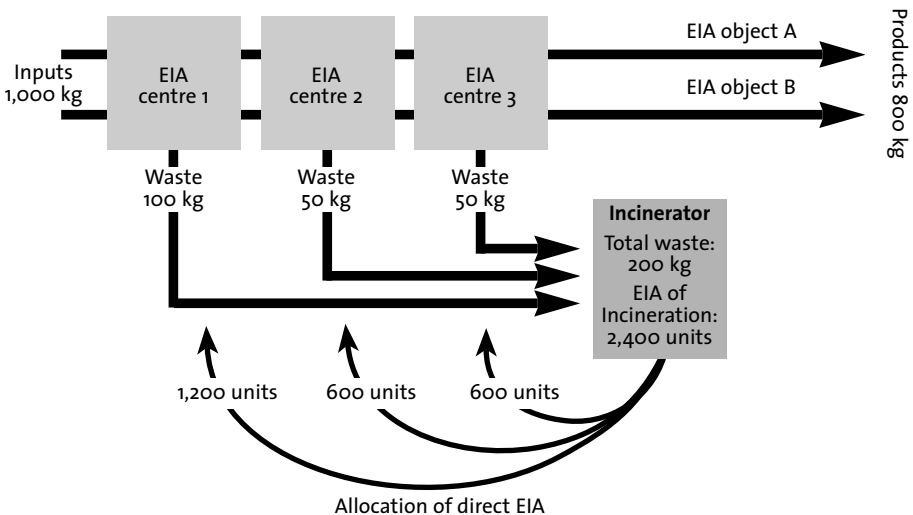 Inputs
1,000 kg
EIA
centre 1
EIA
centre 2
EIA
centre 3
EIA object A
EIA object B
Products 800 kg
Waste
100 kg
Waste
50 kg
Waste
50 kg
Incinerator
Total waste:
200 kg
EIA of
Incineration:
2,400 units
1,200 units
600 units
600 units
Allocation of direct EIA